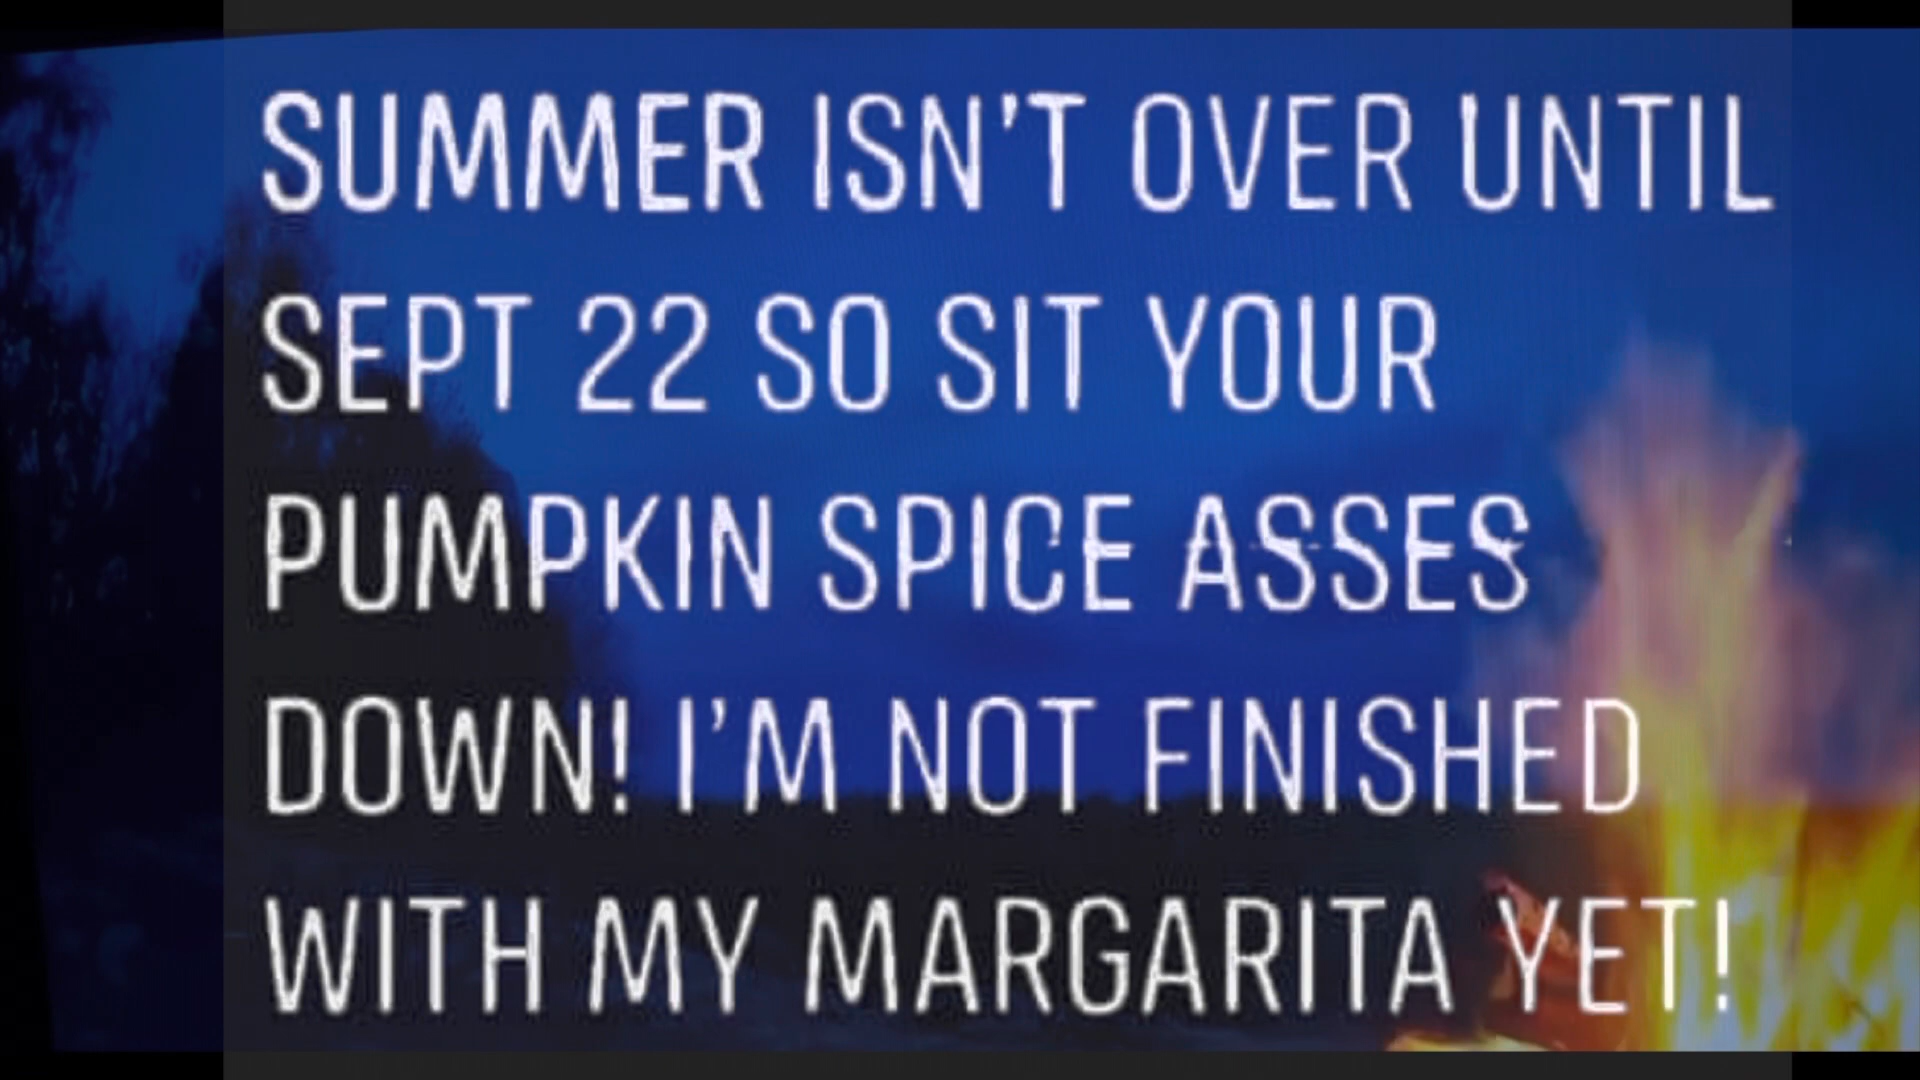 SUMMER ISN'T OVER UNTIL
SEPT 22 SO SIT YOUR
PUMPKIN SPICE ASSES
DOWN! I'M NOT FINISHED
WITH MY MARGARITA YET!